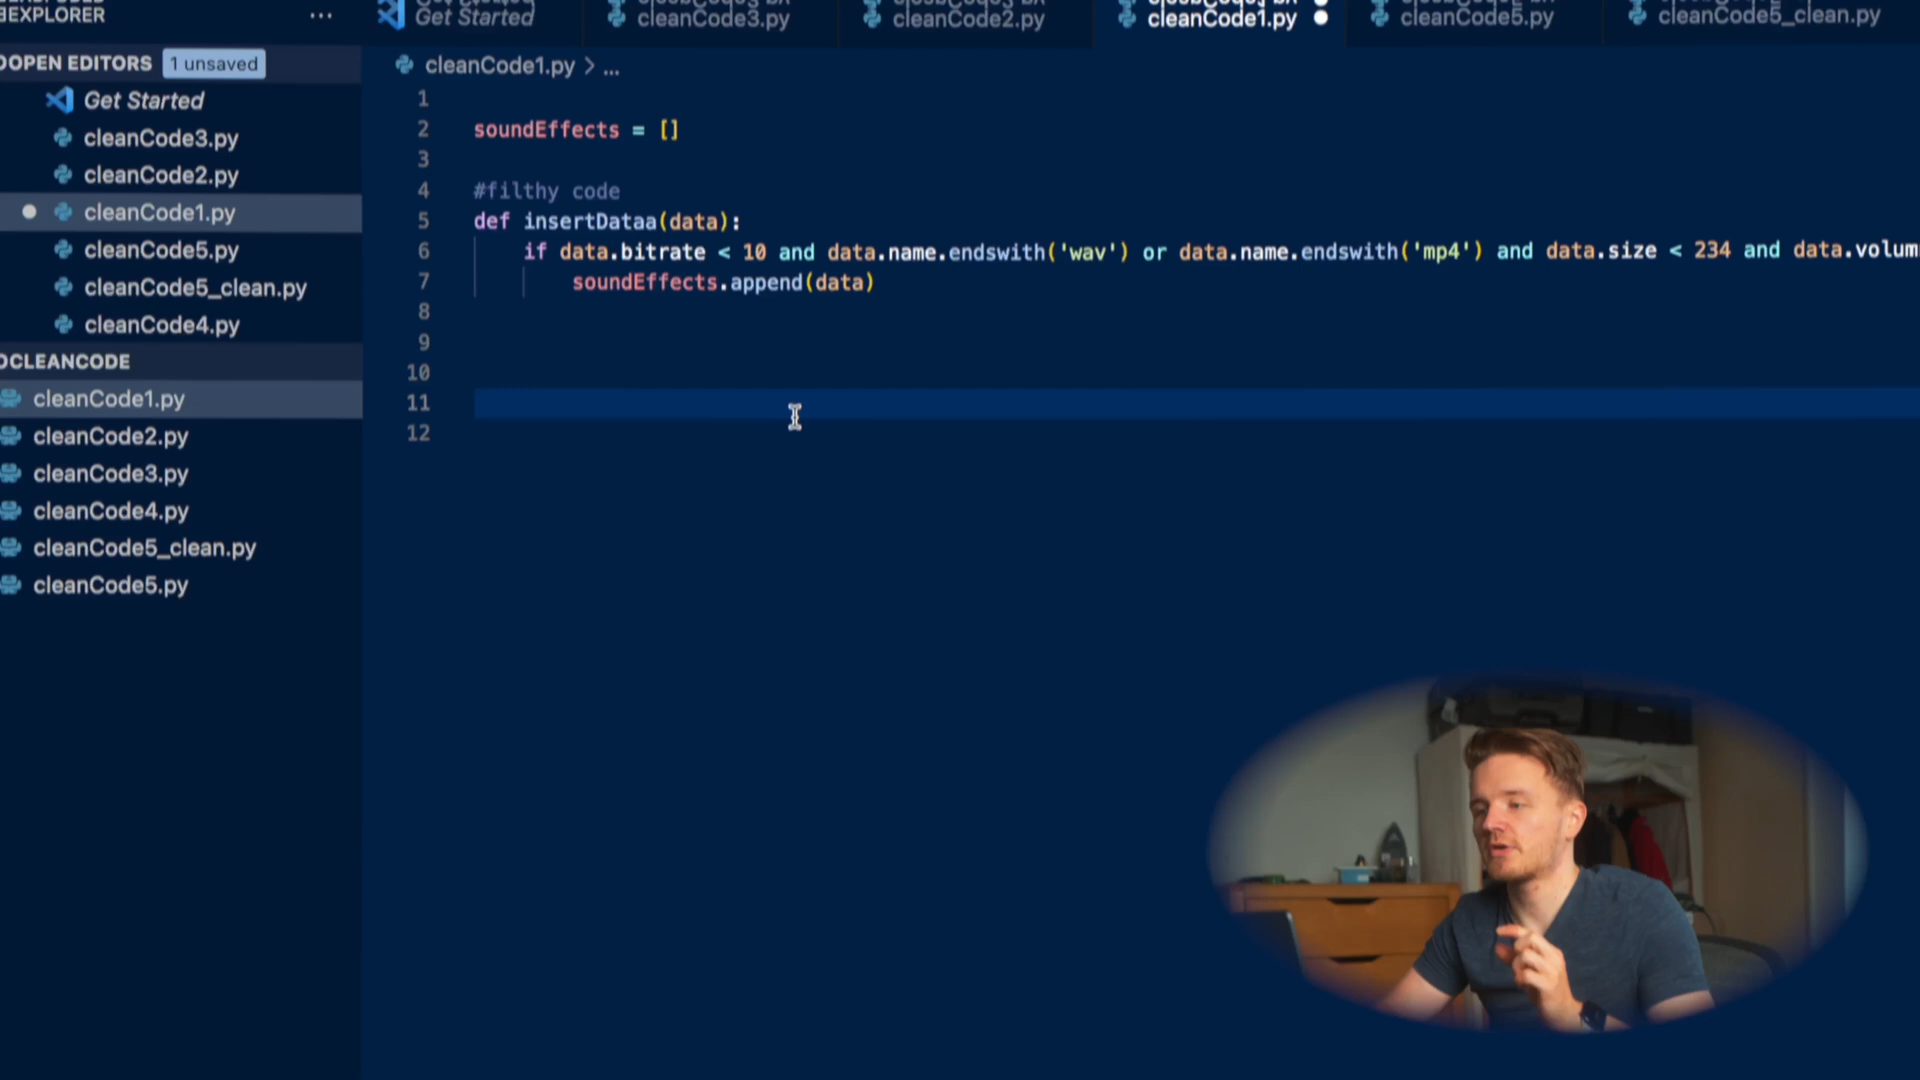 EXPLORER
...
OPEN EDITORS 1 unsaved
Get Started
cleanCode3.py
cleanCode2.py
cleanCode1.py
cleanCode5.py
cleanCode5_clean.py
cleanCode4.py
CLEANCODE
cleanCode1.py
cleanCode2.py
cleanCode3.py
cleanCode4.py
cleanCode5_clean.py
cleanCode5.py
Get Started cleanCode3.py cleanCode2.py cleanCode1.py cleanCode5.py cleanCode5_clean.py
cleanCode1.py > ...
1
2 soundEffects = []
3
4 #filthy code
5 def insertDataa(data):
6 if data.bitrate < 10 and data.name.endswith('wav') or data.name.endswith('mp4') and data.size < 234 and data.volum
7 soundEffects.append(data)
8
9
10
11
12